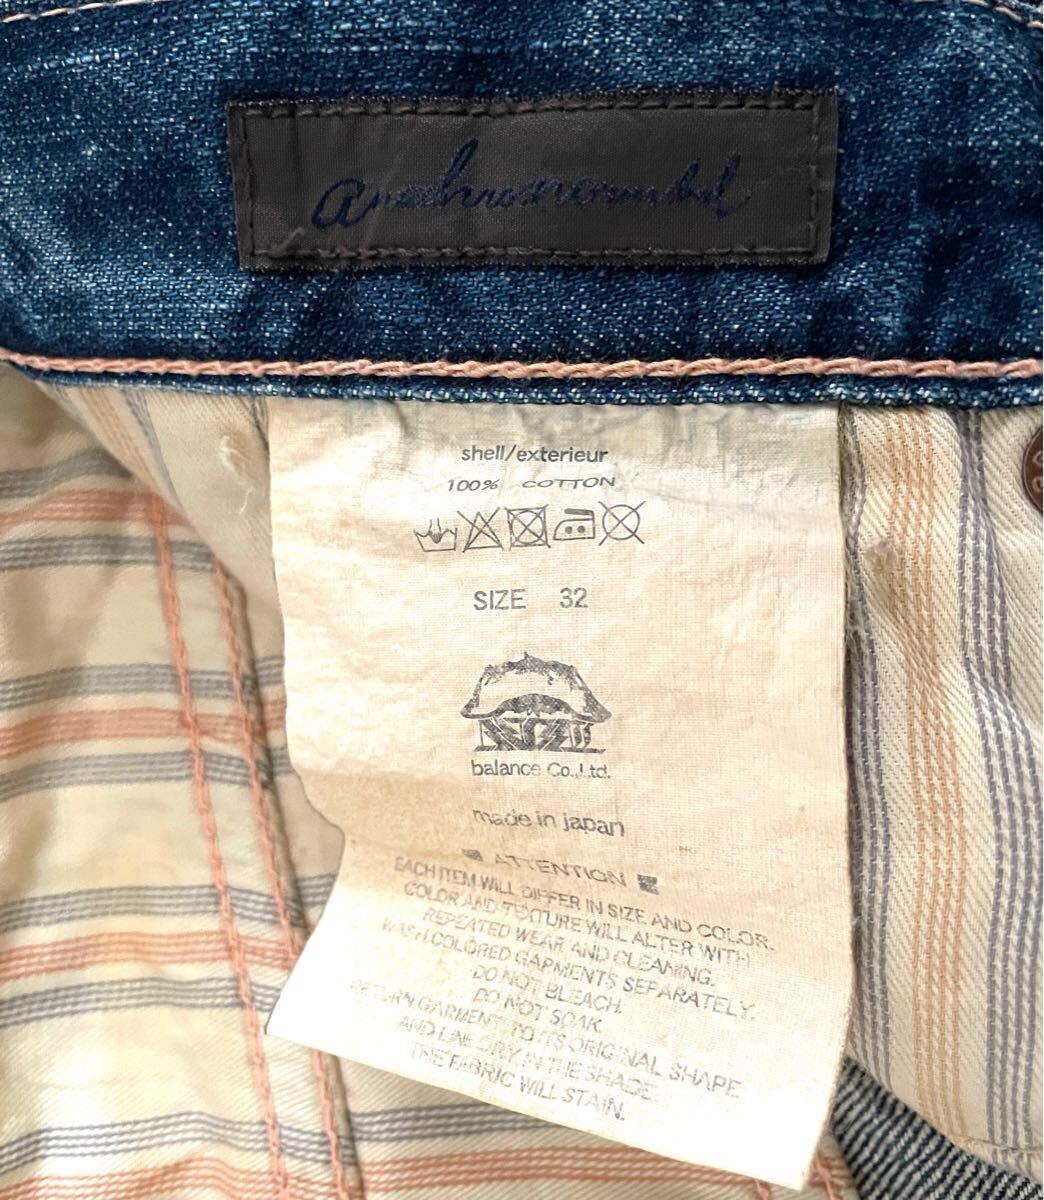 anachronorm
shell/exterieur
100% COTTON
SIZE 32
balance Co.,Ltd.
made in japan
ATTENTION
EACH ITEM WILL DIFFER IN SIZE AND COLOR.
COLOR AND TEXTURE WILL ALTER WITH
REPEATED WEAR AND CLEANING.
WASH COLORED GARMENTS SEPARATELY.
DO NOT BLEACH.
DO NOT SOAK.
RETURN GARMENT TO ITS ORIGINAL SHAPE
AND LINE DRY IN THE SHADE.
THE FABRIC WILL STAIN.